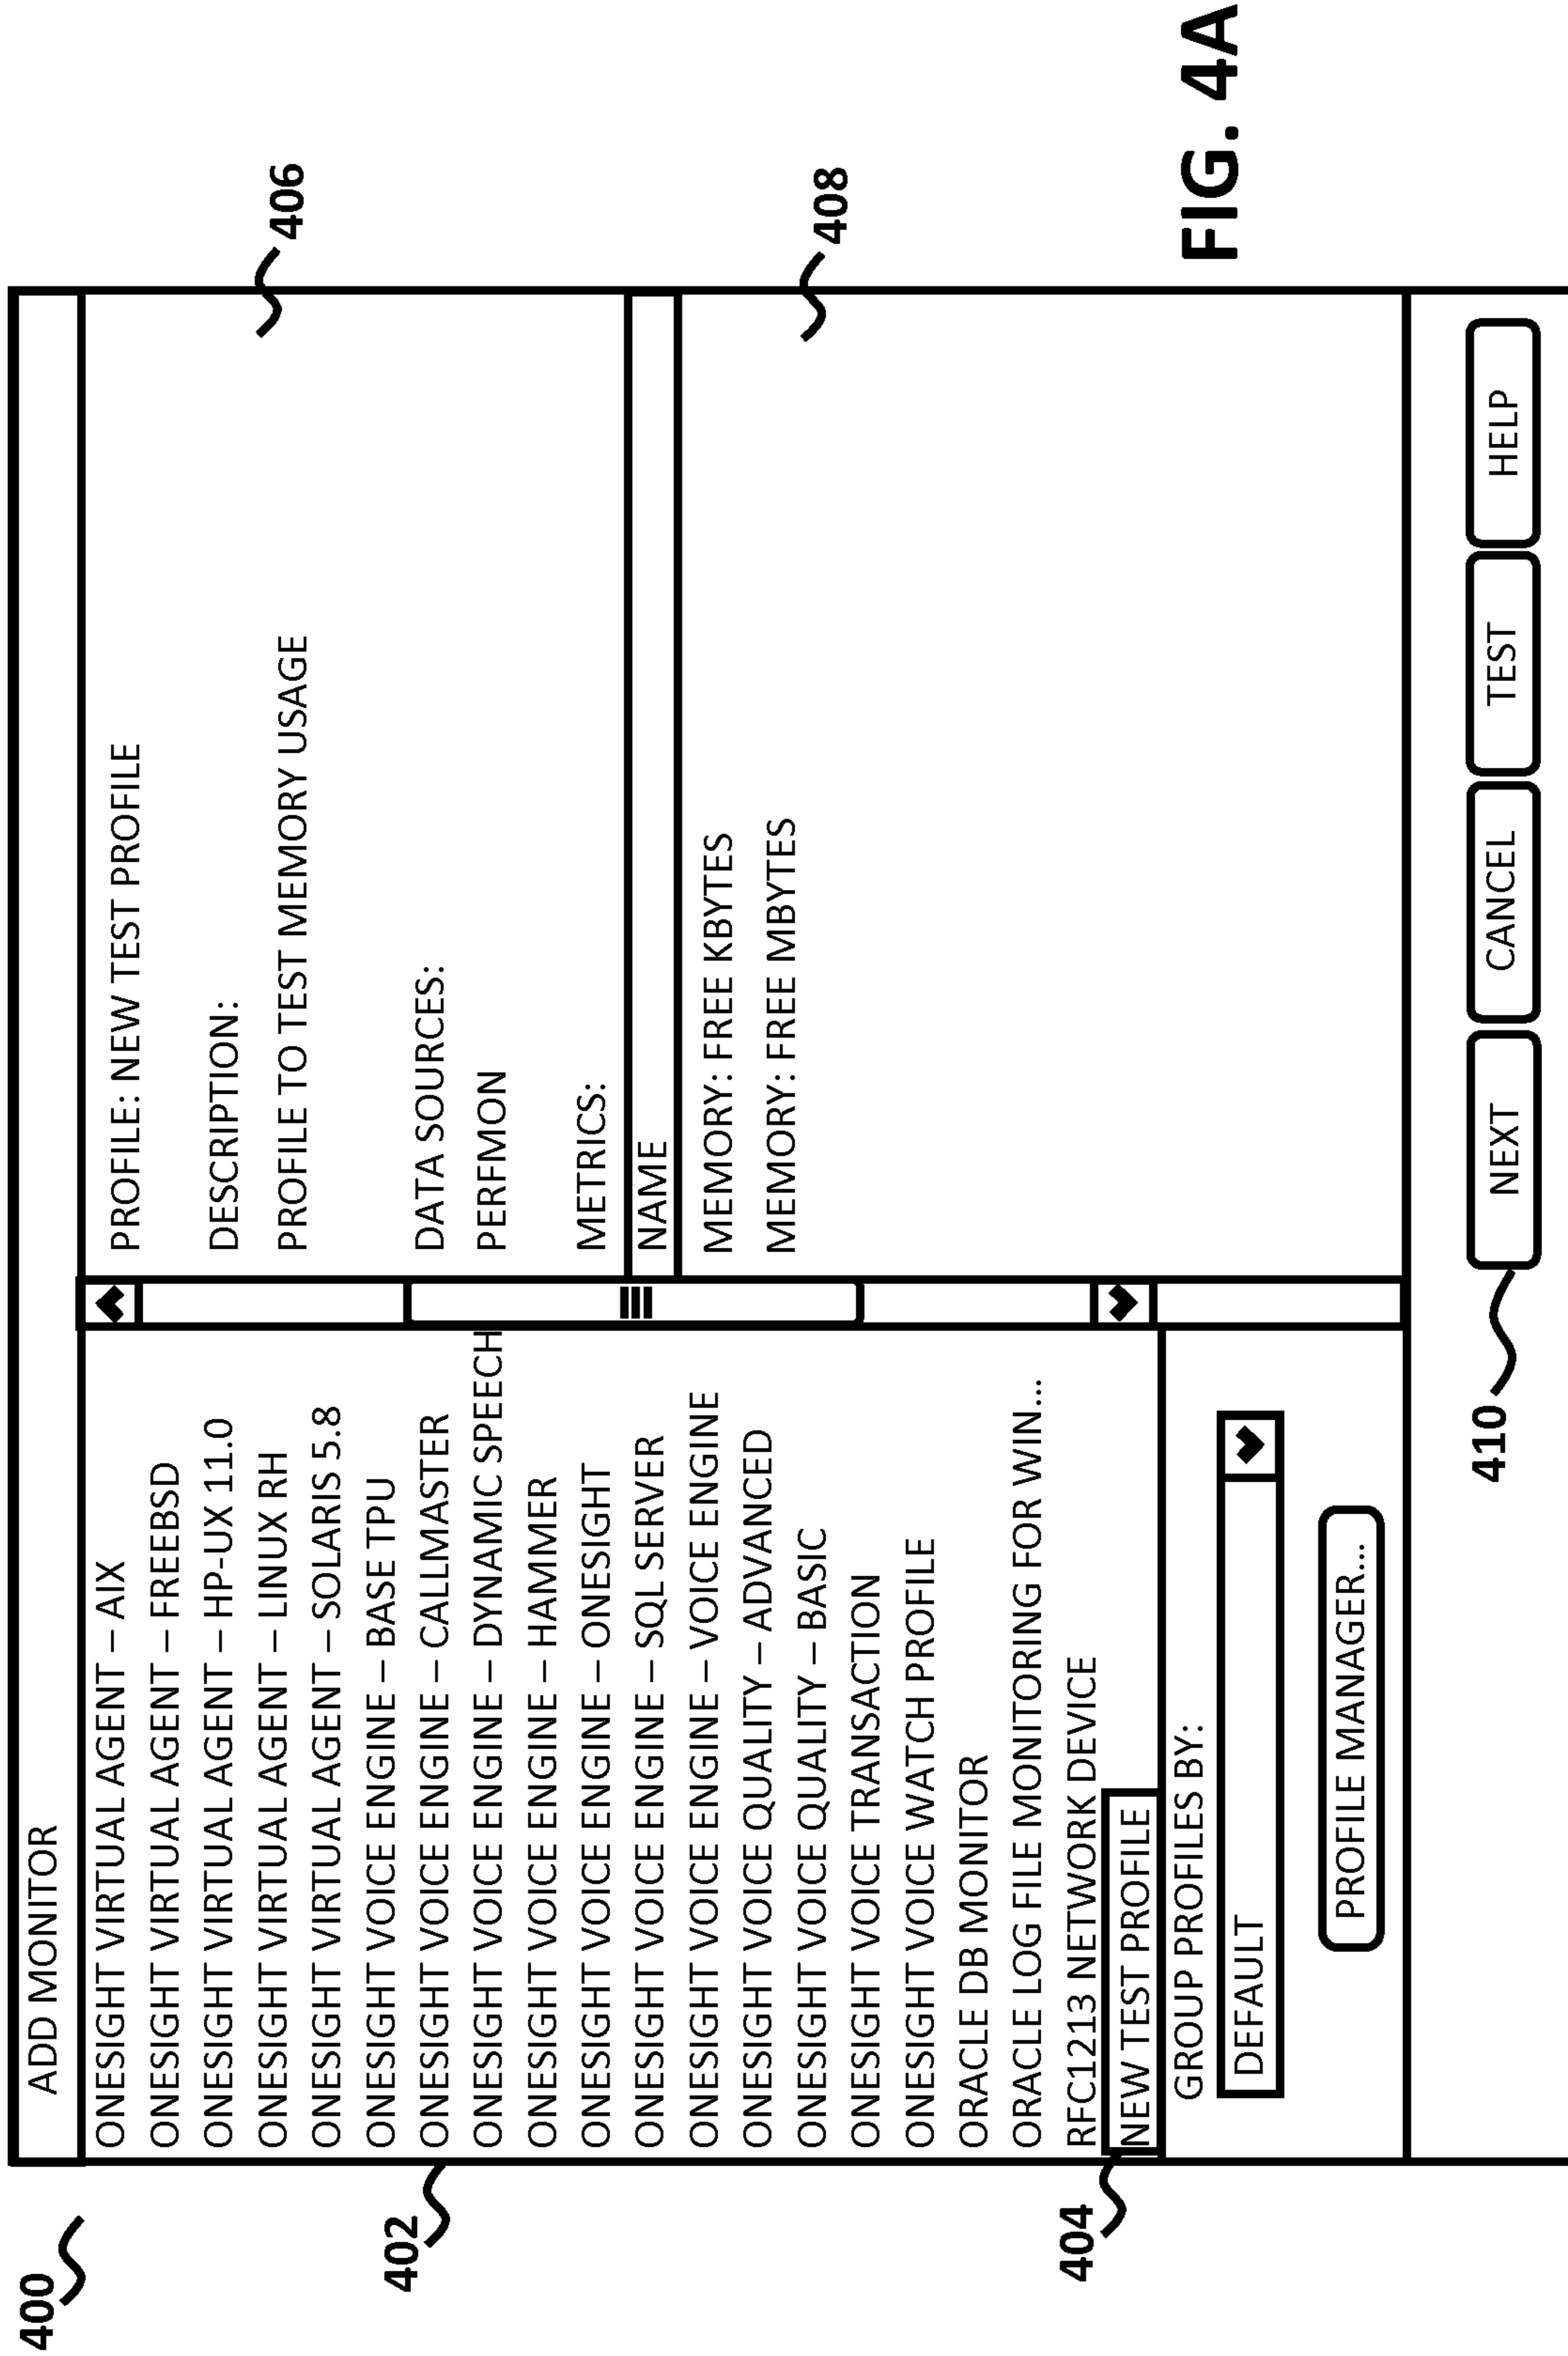 400
ADD MONITOR
402
ONESIGHT VIRTUAL AGENT – AIX
ONESIGHT VIRTUAL AGENT – FREEBSD
ONESIGHT VIRTUAL AGENT – HP-UX 11.0
ONESIGHT VIRTUAL AGENT – LINUX RH
ONESIGHT VIRTUAL AGENT – SOLARIS 5.8
ONESIGHT VOICE ENGINE – BASE TPU
ONESIGHT VOICE ENGINE – CALLMASTER
ONESIGHT VOICE ENGINE – DYNAMIC SPEECH
ONESIGHT VOICE ENGINE – HAMMER
ONESIGHT VOICE ENGINE – ONESIGHT
ONESIGHT VOICE ENGINE – SQL SERVER
ONESIGHT VOICE ENGINE – VOICE ENGINE
ONESIGHT VOICE QUALITY – ADVANCED
ONESIGHT VOICE QUALITY – BASIC
ONESIGHT VOICE TRANSACTION
ONESIGHT VOICE WATCH PROFILE
ORACLE DB MONITOR
ORACLE LOG FILE MONITORING FOR WIN...
RFC1213 NETWORK DEVICE
404
NEW TEST PROFILE
GROUP PROFILES BY:
DEFAULT
PROFILE MANAGER...
PROFILE: NEW TEST PROFILE
DESCRIPTION:
PROFILE TO TEST MEMORY USAGE
406
DATA SOURCES:
PERFMON
METRICS:
NAME
MEMORY: FREE KBYTES
MEMORY: FREE MBYTES
408
410
NEXT
CANCEL
TEST
HELP
FIG. 4A